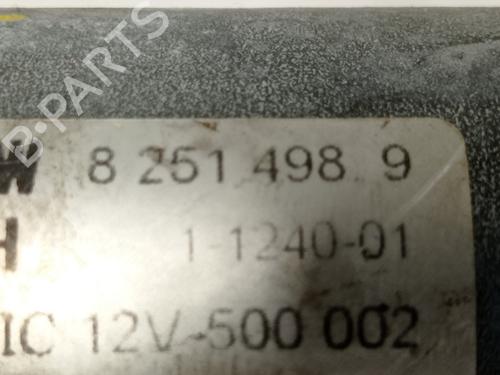 B-PARTS
W 8 251 498 9
H 1-1240-01
IC 12V-500 002